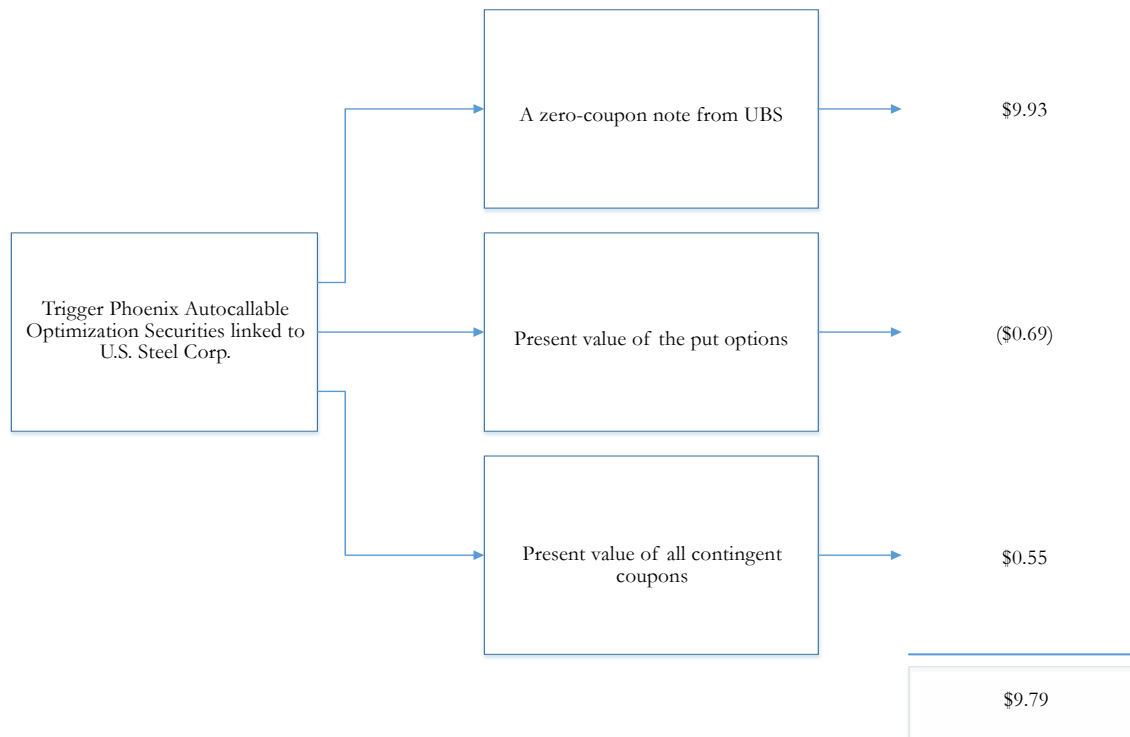 A zero-coupon note from UBS
$9.93
Trigger Phoenix Autocallable
Optimization Securities linked to
U.S. Steel Corp.
Present value of the put options
($0.69)
Present value of all contingent
coupons
$0.55
$9.79